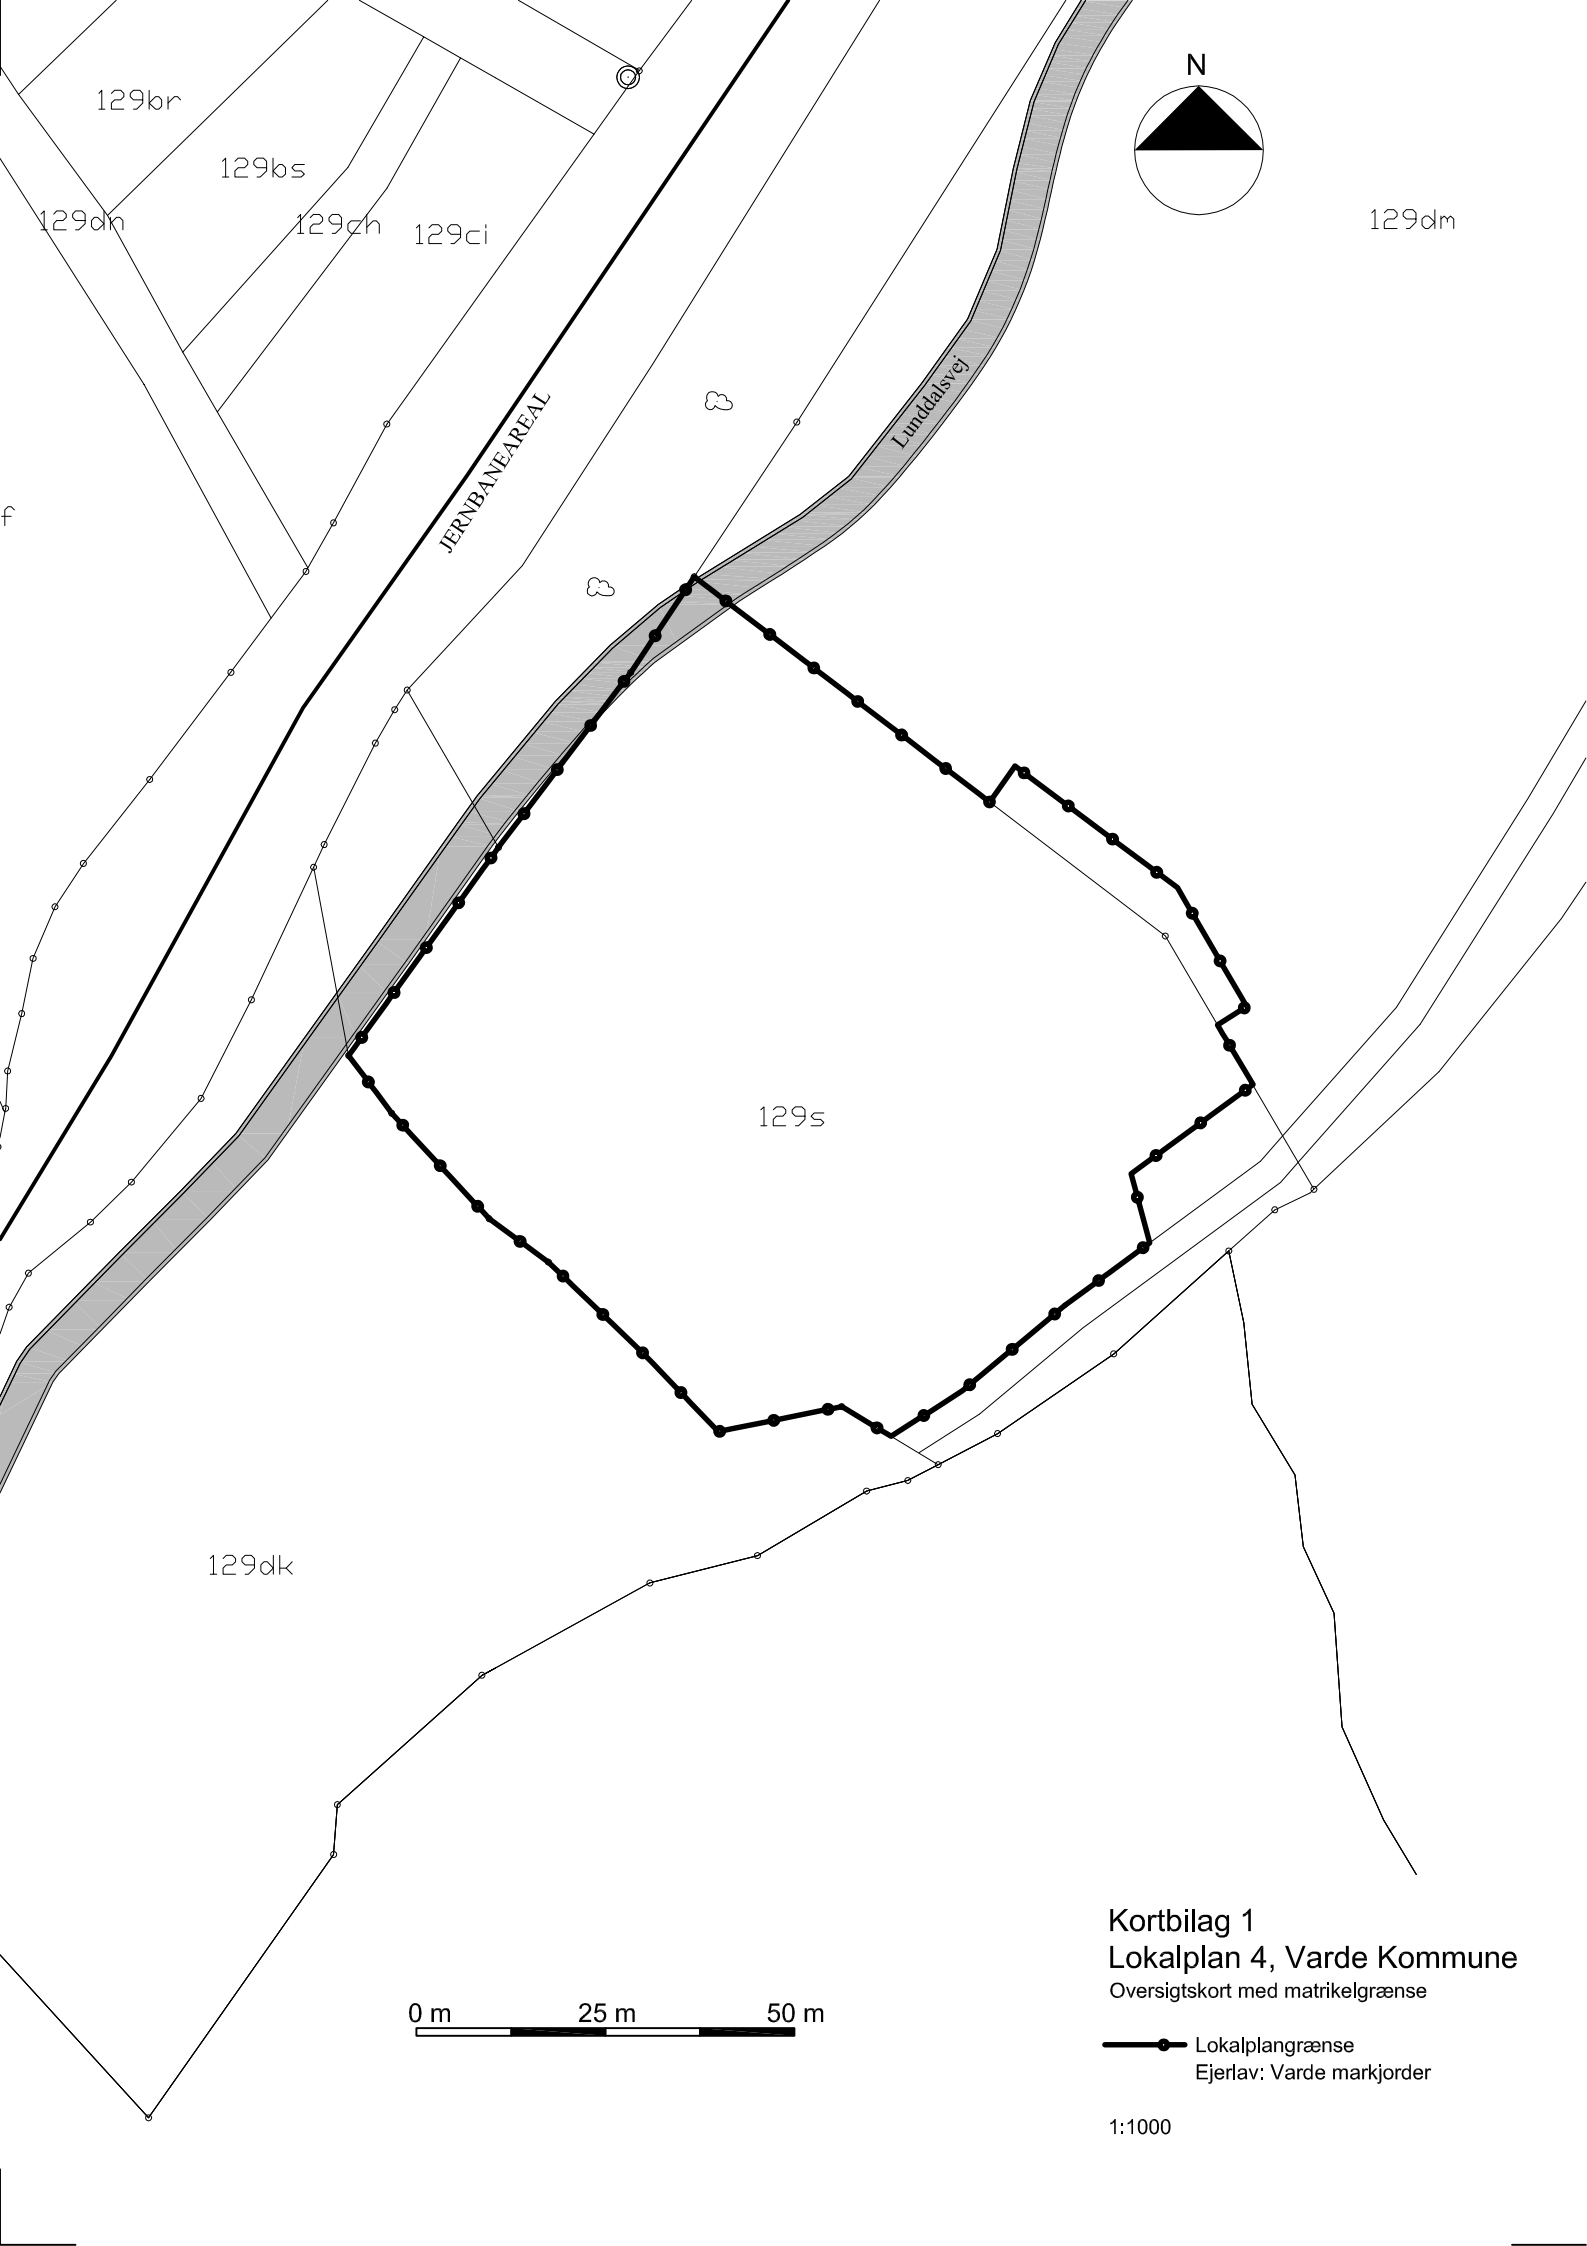 N
129br
129bs
129dn
129ch
129ci
129dm
Lunddalsvej
JERNBANEAREAL
f
129s
129dk
Kortbilag 1
Lokalplan 4, Varde Kommune
Oversigtskort med matrikelgrænse
0 m 25 m 50 m
Lokalplangrænse
Ejerlav: Varde markjorder
1:1000